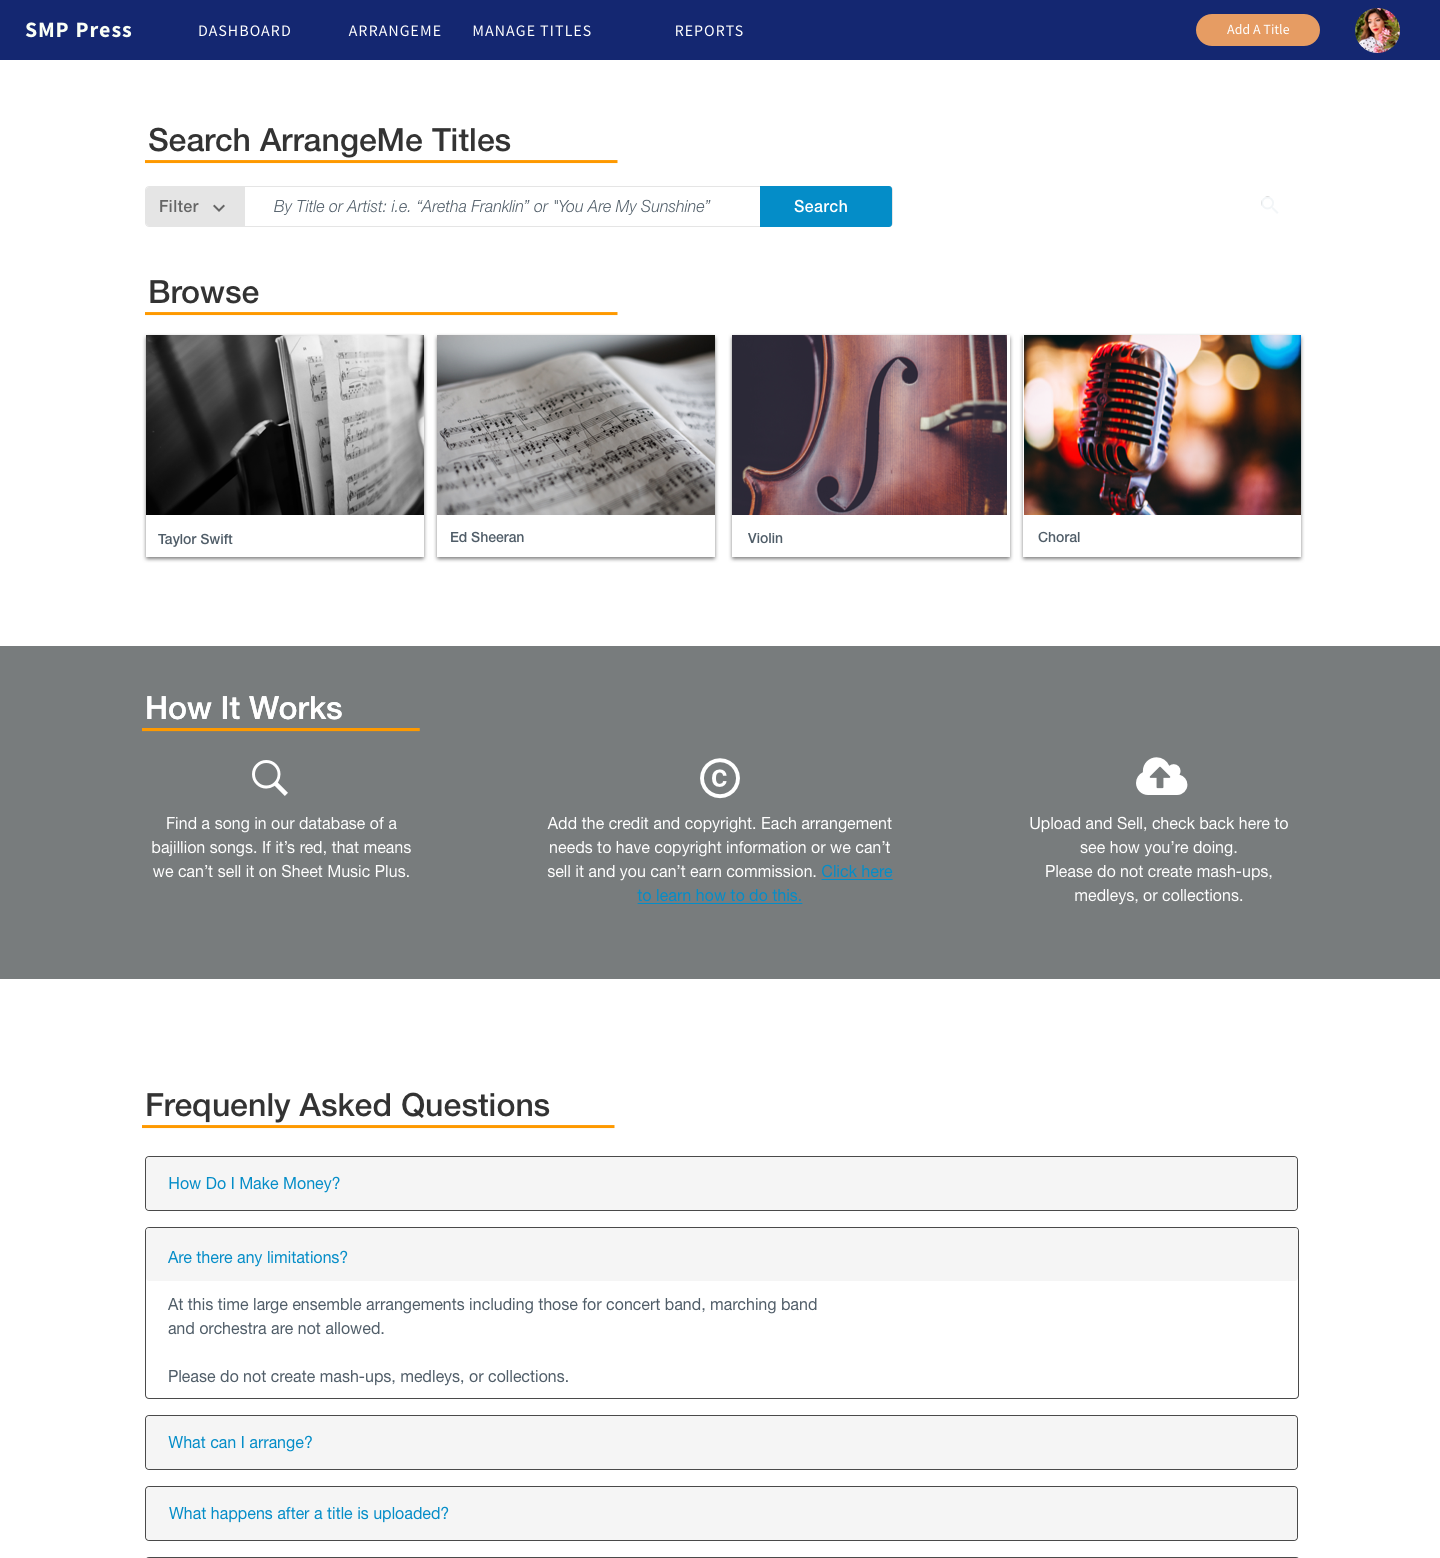 SMP Press
DASHBOARD
ARRANGEME
MANAGE TITLES
REPORTS
Add A Title
Search ArrangeMe Titles
Filter
By Title or Artist: i.e. “Aretha Franklin” or "You Are My Sunshine”
Search
Browse
Taylor Swift
Ed Sheeran
Violin
Choral
How It Works
Find a song in our database of a
bajillion songs. If it’s red, that means
we can’t sell it on Sheet Music Plus.
Add the credit and copyright. Each arrangement
needs to have copyright information or we can’t
sell it and you can’t earn commission. Click here
to learn how to do this.
Upload and Sell, check back here to
see how you’re doing.
Please do not create mash-ups,
medleys, or collections.
Frequenly Asked Questions
How Do I Make Money?
Are there any limitations?
At this time large ensemble arrangements including those for concert band, marching band
and orchestra are not allowed.
Please do not create mash-ups, medleys, or collections.
What can I arrange?
What happens after a title is uploaded?